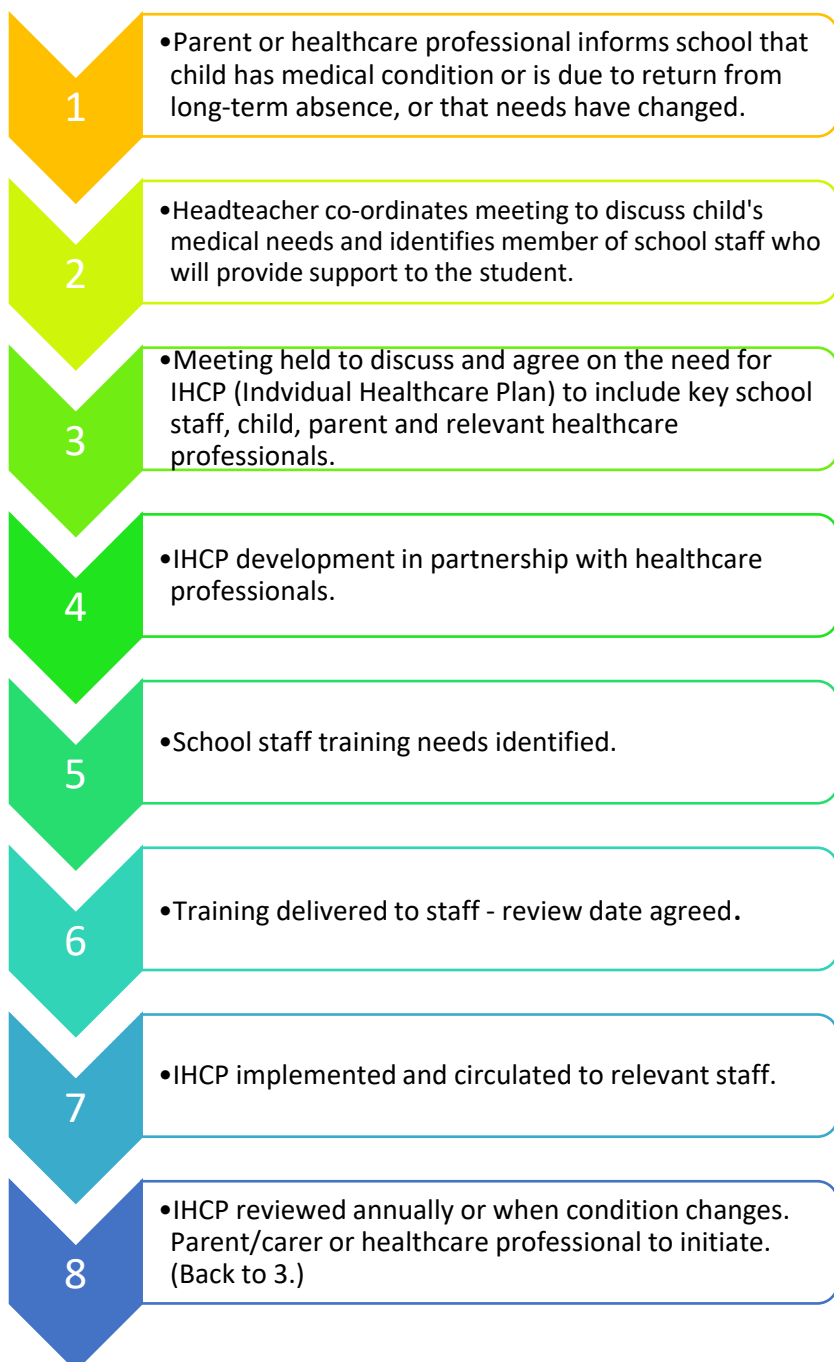 1
•Parent or healthcare professional informs school that
child has medical condition or is due to return from
long-term absence, or that needs have changed.
2
•Headteacher co-ordinates meeting to discuss child's
medical needs and identifies member of school staff who
will provide support to the student.
3
•Meeting held to discuss and agree on the need for
IHCP (Indvidual Healthcare Plan) to include key school
staff, child, parent and relevant healthcare
professionals.
4
•IHCP development in partnership with healthcare
professionals.
5
•School staff training needs identified.
6
•Training delivered to staff - review date agreed.
7
•IHCP implemented and circulated to relevant staff.
8
•IHCP reviewed annually or when condition changes.
Parent/carer or healthcare professional to initiate.
(Back to 3.)